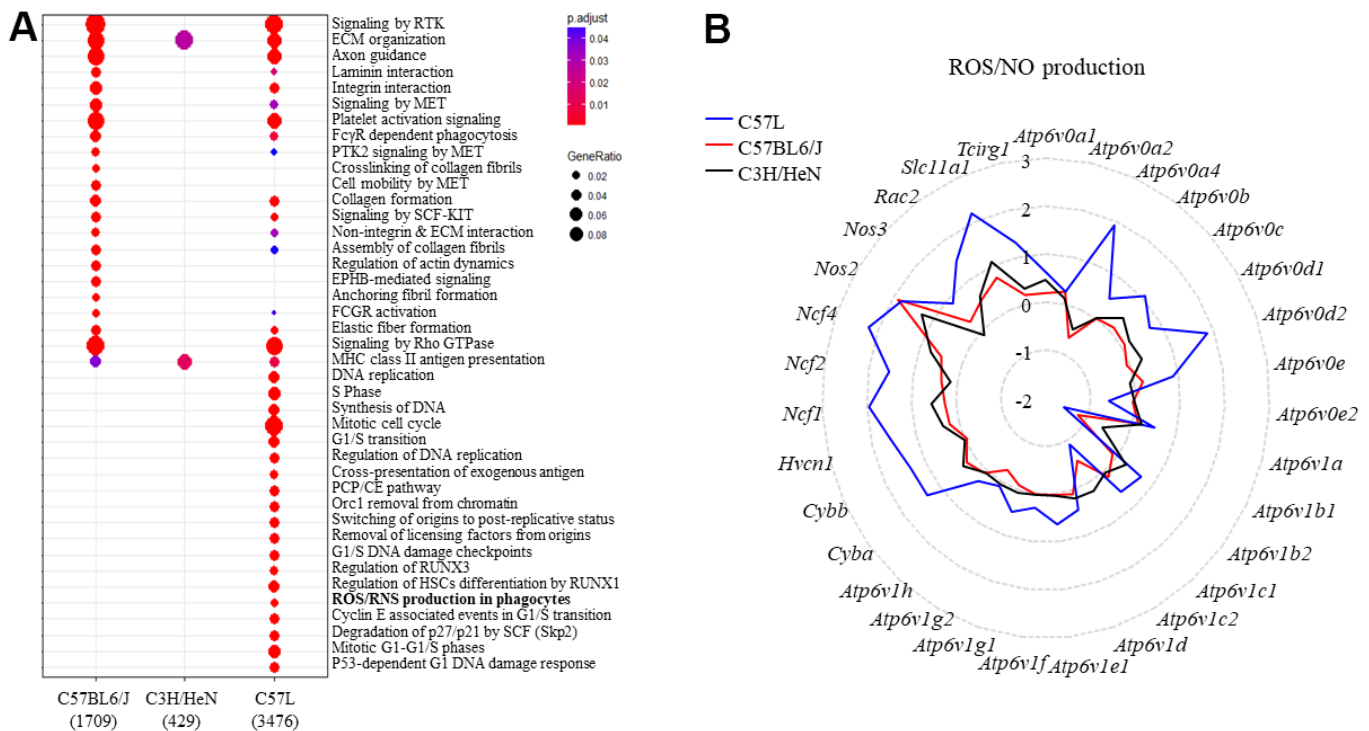 A
Signaling by RTK
ECM organization
Axon guidance
Laminin interaction
Integrin interaction
Signaling by MET
Platelet activation signaling
FcγR dependent phagocytosis
PTK2 signaling by MET
Crosslinking of collagen fibrils
Cell mobility by MET
Collagen formation
Signaling by SCF-KIT
Non-integrin & ECM interaction
Assembly of collagen fibrils
Regulation of actin dynamics
EPHB-mediated signaling
Anchoring fibril formation
FCGR activation
Elastic fiber formation
Signaling by Rho GTPase
MHC class II antigen presentation
DNA replication
S Phase
Synthesis of DNA
Mitotic cell cycle
G1/S transition
Regulation of DNA replication
Cross-presentation of exogenous antigen
PCP/CE pathway
Orc1 removal from chromatin
Switching of origins to post-replicative status
Removal of licensing factors from origins
G1/S DNA damage checkpoints
Regulation of RUNX3
Regulation of HSCs differentiation by RUNX1
ROS/RNS production in phagocytes
Cyclin E associated events in G1/S transition
Degradation of p27/p21 by SCF (Skp2)
Mitotic G1-G1/S phases
P53-dependent G1 DNA damage response
C57BL6/J C3H/HeN C57L
(1709) (429) (3476)
p.adjust
0.04
0.03
0.02
0.01
GeneRatio
0.02
0.04
0.06
0.08
B
ROS/NO production
C57L
C57BL6/J
C3H/HeN
3
2
1
0
-1
-2
Atp6v0a1
Atp6v0a2
Atp6v0a4
Atp6v0b
Atp6v0c
Atp6v0d1
Atp6v0d2
Atp6v0e
Atp6v0e2
Atp6v1a
Atp6v1b1
Atp6v1b2
Atp6v1c1
Atp6v1c2
Atp6v1d
Atp6v1e1
Atp6v1f
Atp6v1g1
Atp6v1g2
Atp6v1h
Cyba
Cybb
Hvcn1
Ncf1
Ncf2
Ncf4
Nos2
Nos3
Rac2
Slc11a1
Tcirg1